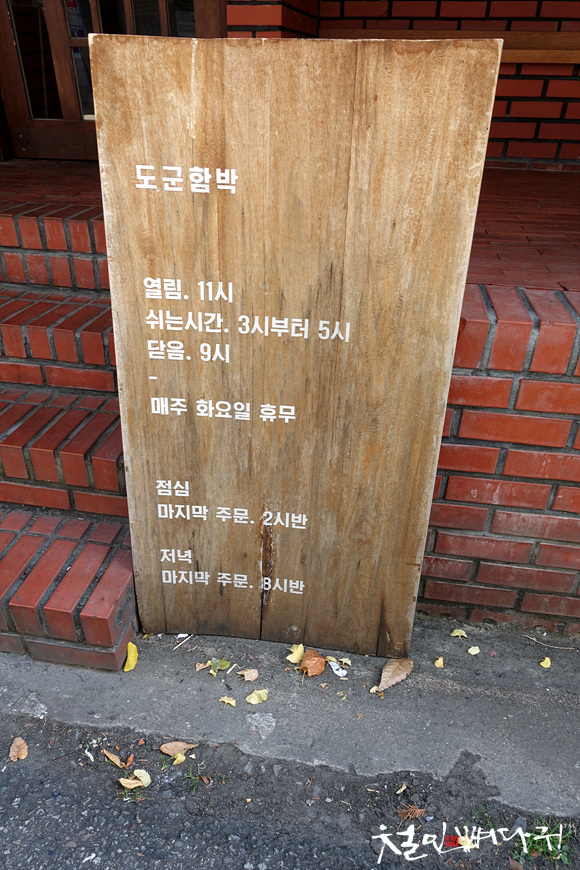 도군함박
열림. 11시
쉬는시간. 3시부터 5시
닫음. 9시
-
매주 화요일 휴무
점심
마지막 주문. 2시반
저녁
마지막 주문. 8시반